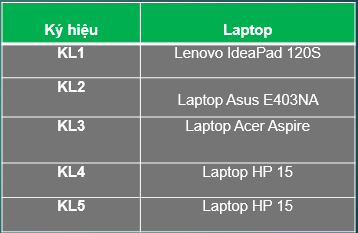 Ký hiệu Laptop
KL1 Lenovo IdeaPad 120S
KL2 Laptop Asus E403NA
KL3 Laptop Acer Aspire
KL4 Laptop HP 15
KL5 Laptop HP 15